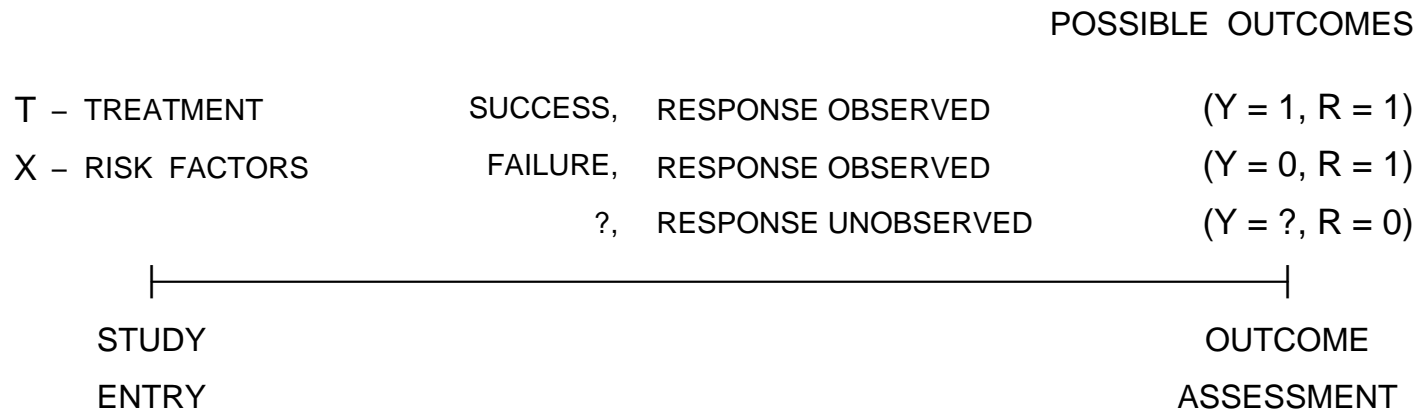 POSSIBLE OUTCOMES
T – TREATMENT SUCCESS, RESPONSE OBSERVED (Y = 1, R = 1)
X – RISK FACTORS FAILURE, RESPONSE OBSERVED (Y = 0, R = 1)
?, RESPONSE UNOBSERVED (Y = ?, R = 0)
STUDY OUTCOME
ENTRY ASSESSMENT